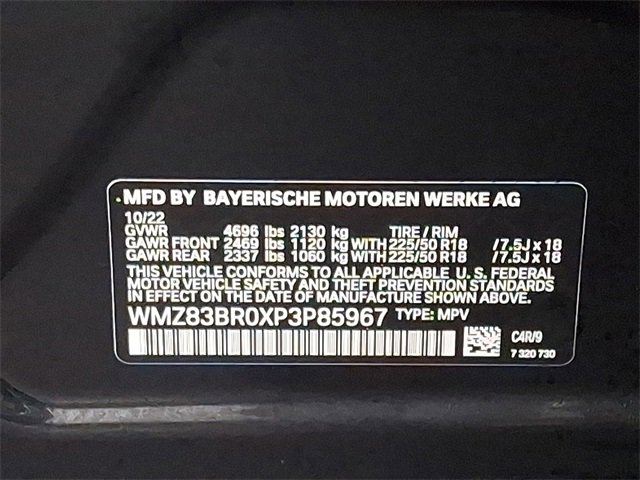 MFD BY BAYERISCHE MOTOREN WERKE AG
10/22
GVWR 4696 lbs 2130 kg TIRE / RIM
GAWR FRONT 2469 lbs 1120 kg WITH 225/50 R18 /7.5J x 18
GAWR REAR 2337 lbs 1060 kg WITH 225/50 R18 /7.5J x 18
THIS VEHICLE CONFORMS TO ALL APPLICABLE U. S. FEDERAL
MOTOR VEHICLE SAFETY AND THEFT PREVENTION STANDARDS
IN EFFECT ON THE DATE OF MANUFACTURE SHOWN ABOVE.
WMZ83BR0XP3P85967 TYPE: MPV
C4R/9
7 320 730